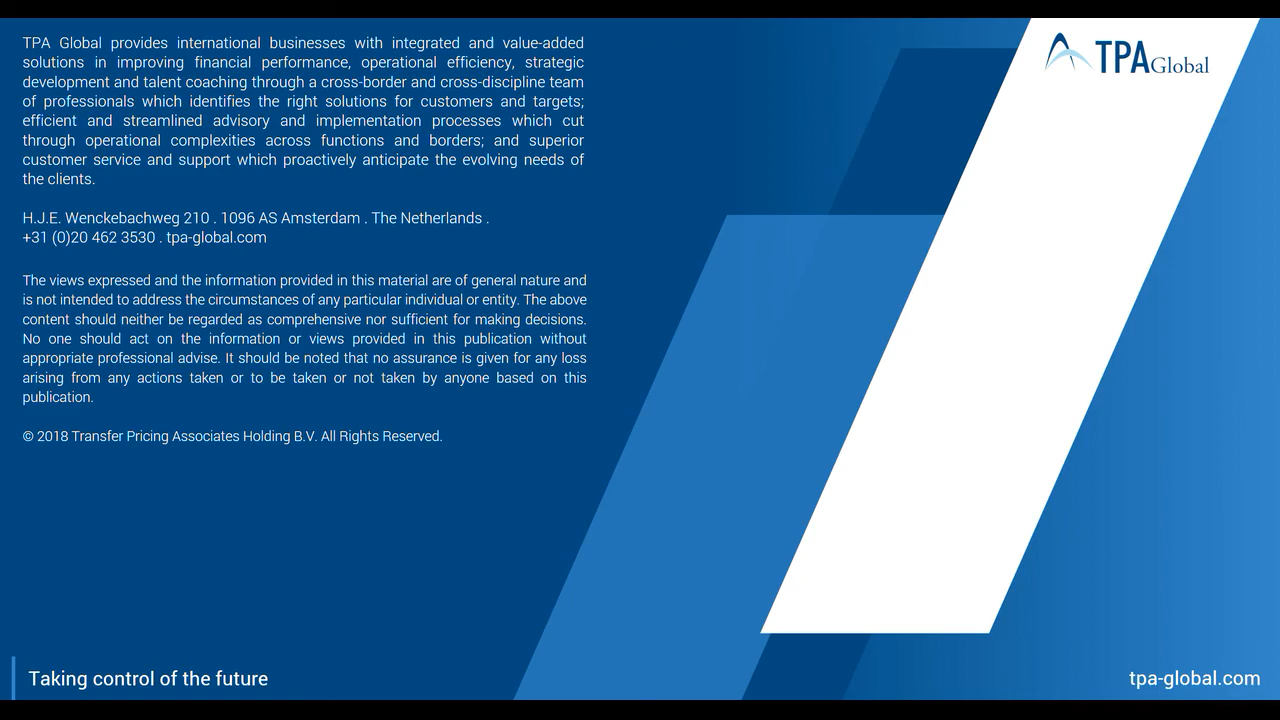 TPA Global
TPA Global provides international businesses with integrated and value-added
solutions in improving financial performance, operational efficiency, strategic
development and talent coaching through a cross-border and cross-discipline team
of professionals which identifies the right solutions for customers and targets;
efficient and streamlined advisory and implementation processes which cut
through operational complexities across functions and borders; and superior
customer service and support which proactively anticipate the evolving needs of
the clients.
H.J.E. Wenckebachweg 210 . 1096 AS Amsterdam . The Netherlands .
+31 (0)20 462 3530 . tpa-global.com
The views expressed and the information provided in this material are of general nature and
is not intended to address the circumstances of any particular individual or entity. The above
content should neither be regarded as comprehensive nor sufficient for making decisions.
No one should act on the information or views provided in this publication without
appropriate professional advise. It should be noted that no assurance is given for any loss
arising from any actions taken or to be taken or not taken by anyone based on this
publication.
© 2018 Transfer Pricing Associates Holding B.V. All Rights Reserved.
Taking control of the future
tpa-global.com